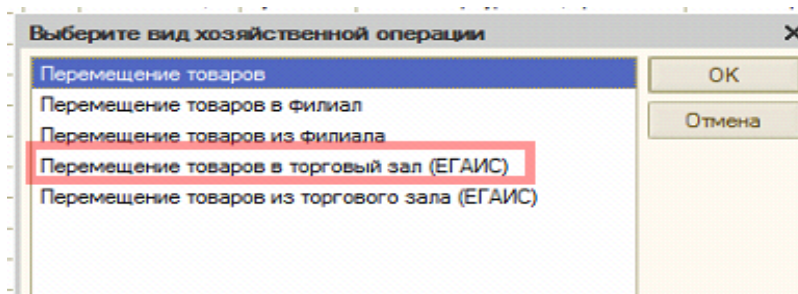 Выберите вид хозяйственной операции
Перемещение товаров
OK
Перемещение товаров в филиал
Отмена
Перемещение товаров из филиала
Перемещение товаров в торговый зал (ЕГАИС)
Перемещение товаров из торгового зала (ЕГАИС)